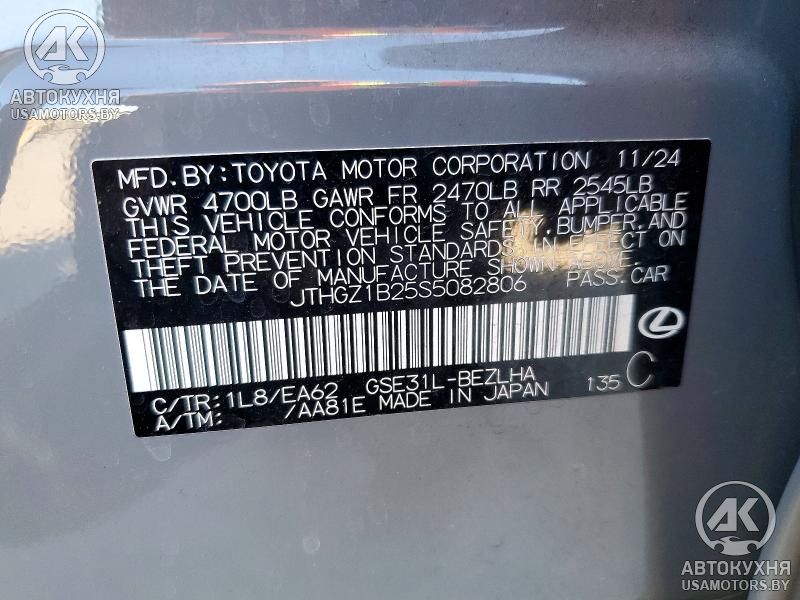 АК
АВТОКУХНЯ
USAMOTORS.BY
MFD. BY: TOYOTA MOTOR CORPORATION 11/24
GVWR 4700LB GAWR FR 2470LB RR 2545LB
THIS VEHICLE CONFORMS TO ALL APPLICABLE
FEDERAL MOTOR VEHICLE SAFETY,BUMPER,AND
THEFT PREVENTION STANDARDS IN EFFECT ON
THE DATE OF MANUFACTURE SHOWN ABOVE.
JTHGZ1B25S5082806 PASS.CAR
C/TR:1L8/EA62 GSE31L-BEZLHA 135 C
A/TM: /AA81E MADE IN JAPAN
АК
АВТОКУХНЯ
USAMOTORS.BY